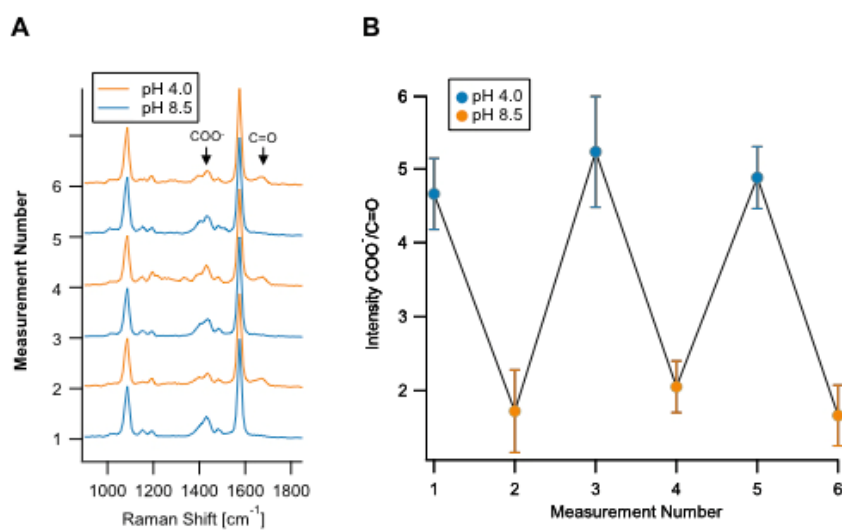 A
pH 4.0
pH 8.5
COO⁻
C=O
6
5
4
3
2
1
Measurement Number
1000 1200 1400 1600 1800
Raman Shift [cm⁻¹]
B
pH 4.0
pH 8.5
6
5
4
3
2
Intensity COO⁻/C=O
1 2 3 4 5 6
Measurement Number